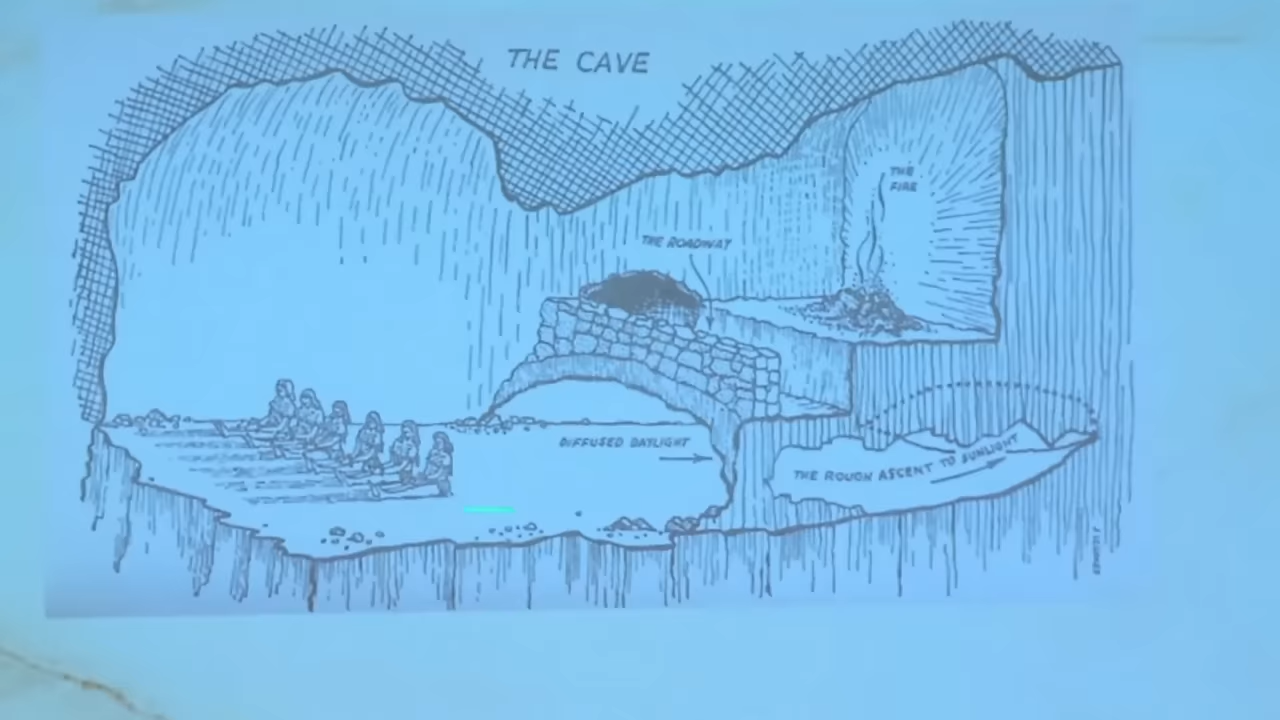 THE CAVE
THE
FIRE
THE ROADWAY
DIFFUSED DAYLIGHT
THE ROUGH ASCENT TO SUNLIGHT